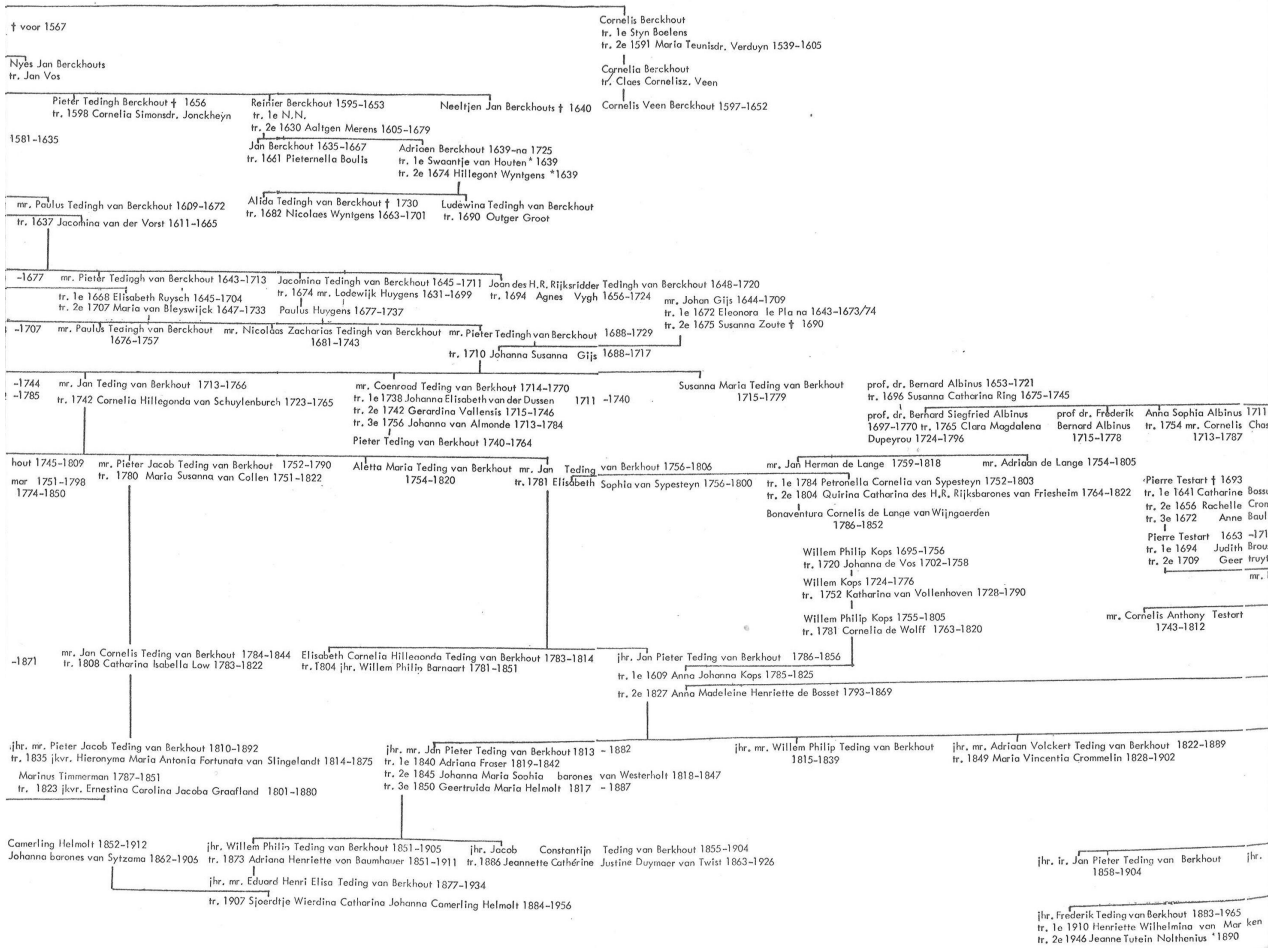 † voor 1567
Cornelis Berckhout
tr. 1e Styn Boelens
tr. 2e 1591 Maria Teunisdr. Verduyn 1539-1605
Nyes Jan Berckhouts
tr. Jan Vos
Cornelia Berckhout
tr. Claes Cornelisz. Veen
Pieter Tedingh Berckhout † 1656
tr. 1598 Cornelia Simonsdr. Jonckheyn
Reinier Berckhout 1595-1653
tr. 1e N.N.
tr. 2e 1630 Aaltgen Merens 1605-1679
Neeltjen Jan Berckhouts † 1640
Cornelis Veen Berckhout 1597-1652
1581-1635
Jan Berckhout 1635-1667
tr. 1661 Pieternella Boulis
Adriaen Berckhout 1639-na 1725
tr. 1e Swaantje van Houten * 1639
tr. 2e 1674 Hillegont Wyntgens *1639
mr. Paulus Tedingh van Berckhout 1609-1672
tr. 1637 Jacomina van der Vorst 1611-1665
Alida Tedingh van Berckhout † 1730
tr. 1682 Nicolaes Wyntgens 1663-1701
Ludewina Tedingh van Berckhout
tr. 1690 Outger Groot
-1677
mr. Pieter Tedingh van Berckhout 1643-1713
tr. 1e 1668 Elisabeth Ruysch 1645-1704
tr. 2e 1707 Maria van Bleyswijck 1647-1733
Jacomina Tedingh van Berckhout 1645-1711
tr. 1674 mr. Lodewijk Huygens 1631-1699
Paulus Huygens 1677-1737
Joan des H.R. Rijksridder Tedingh van Berckhout 1648-1720
tr. 1694 Agnes Vygh 1656-1724
mr. Johan Gijs 1644-1709
tr. 1e 1672 Eleonora le Pla na 1643-1673/74
tr. 2e 1675 Susanna Zoute † 1690
-1707
mr. Paulus Tedingh van Berckhout
1676-1757
mr. Nicolaas Zacharias Tedingh van Berckhout
1681-1743
mr. Pieter Tedingh van Berckhout 1688-1729
tr. 1710 Johanna Susanna Gijs 1688-1717
-1744
-1785
mr. Jan Teding van Berkhout 1713-1766
tr. 1742 Cornelia Hillegonda van Schuylenburch 1723-1765
mr. Coenraad Teding van Berkhout 1714-1770
tr. 1e 1738 Johanna Elisabeth van der Dussen 1711 -1740
tr. 2e 1742 Gerardina Vallensis 1715-1746
tr. 3e 1756 Johanna van Almonde 1713-1784
Pieter Teding van Berkhout 1740-1764
Susanna Maria Teding van Berkhout
1715-1779
prof. dr. Bernard Albinus 1653-1721
tr. 1696 Susanna Catharina Ring 1675-1745
prof. dr. Bernard Siegfried Albinus
1697-1770 tr. 1765 Clara Magdalena
Dupeyrou 1724-1796
prof dr. Frederik
Bernard Albinus
1715-1778
Anna Sophia Albinus 1711
tr. 1754 mr. Cornelis Chas
1713-1787
hout 1745-1809
mar 1751-1798
1774-1850
mr. Pieter Jacob Teding van Berkhout 1752-1790
tr. 1780 Maria Susanna van Collen 1751-1822
Aletta Maria Teding van Berkhout
1754-1820
mr. Jan Teding van Berkhout 1756-1806
tr. 1781 Elisabeth Sophia van Sypesteyn 1756-1800
mr. Jan Herman de Lange 1759-1818
tr. 1e 1784 Petronella Cornelia van Sypesteyn 1752-1803
tr. 2e 1804 Quirina Catharina des H.R. Rijksbarones van Friesheim 1764-1822
mr. Adriaan de Lange 1754-1805
Bonaventura Cornelis de Lange van Wijngaerden
1786-1852
Pierre Testart † 1693
tr. 1e 1641 Catharine Bossu
tr. 2e 1656 Rachelle Crom
tr. 3e 1672 Anne Baul
Pierre Testart 1663 -171
tr. 1e 1694 Judith Brous
tr. 2e 1709 Geer truyt
mr.
Willem Philip Kops 1695-1756
tr. 1720 Johanna de Vos 1702-1758
Willem Kops 1724-1776
tr. 1752 Katharina van Vollenhoven 1728-1790
Willem Philip Kops 1755-1805
tr. 1781 Cornelia de Wolff 1763-1820
mr. Cornelis Anthony Testart
1743-1812
-1871
mr. Jan Cornelis Teding van Berkhout 1784-1844
tr. 1808 Catharina Isabella Low 1783-1822
Elisabeth Cornelia Hillegonda Teding van Berkhout 1783-1814
tr. 1804 jhr. Willem Philip Barnaart 1781-1851
jhr. Jan Pieter Teding van Berkhout 1786-1856
tr. 1e 1609 Anna Johanna Kops 1785-1825
tr. 2e 1827 Anna Madeleine Henriette de Bosset 1793-1869
jhr. mr. Pieter Jacob Teding van Berkhout 1810-1892
tr. 1835 jkvr. Hieronyma Maria Antonia Fortunata van Slingelandt 1814-1875
Marinus Timmerman 1787-1851
tr. 1823 jkvr. Ernestina Carolina Jacoba Graafland 1801-1880
jhr. mr. Jan Pieter Teding van Berkhout 1813 - 1882
tr. 1e 1840 Adriana Fraser 1819-1842
tr. 2e 1845 Johanna Maria Sophia barones van Westerholt 1818-1847
tr. 3e 1850 Geertruida Maria Helmolt 1817 - 1887
jhr. mr. Willem Philip Teding van Berkhout
1815-1839
jhr. mr. Adriaan Volckert Teding van Berkhout 1822-1889
tr. 1849 Maria Vincentia Crommelin 1828-1902
Camerling Helmolt 1852-1912
Johanna barones van Sytzama 1862-1906
jhr. Willem Philip Teding van Berkhout 1851-1905
tr. 1873 Adriana Henriette von Baumhauer 1851-1911
jhr. Jacob Constantijn Teding van Berkhout 1855-1904
tr. 1886 Jeannette Cathérine Justine Duymaer van Twist 1863-1926
jhr. mr. Eduard Henri Elisa Teding van Berkhout 1877-1934
tr. 1907 Sjoerdtje Wierdina Catharina Johanna Camerling Helmolt 1884-1956
jhr. ir. Jan Pieter Teding van Berkhout
1858-1904
jhr.
jhr. Frederik Teding van Berkhout 1883-1965
tr. 1e 1910 Henriette Wilhelmina van Mar ken
tr. 2e 1946 Jeanne Tutein Nolthenius *1890